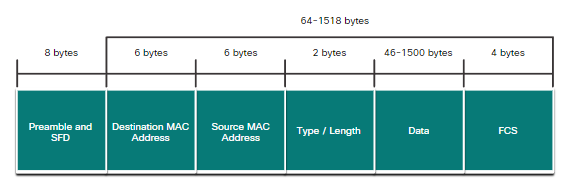 64-1518 bytes
8 bytes
6 bytes
6 bytes
2 bytes
46-1500 bytes
4 bytes
Preamble and
SFD
Destination MAC
Address
Source MAC
Address
Type / Length
Data
FCS